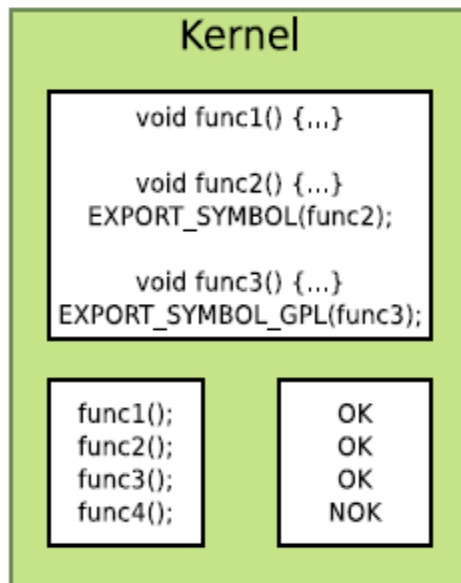 Kernel
void func1() {...}
void func2() {...}
EXPORT_SYMBOL(func2);
void func3() {...}
EXPORT_SYMBOL_GPL(func3);
func1();
func2();
func3();
func4();
OK
OK
OK
NOK